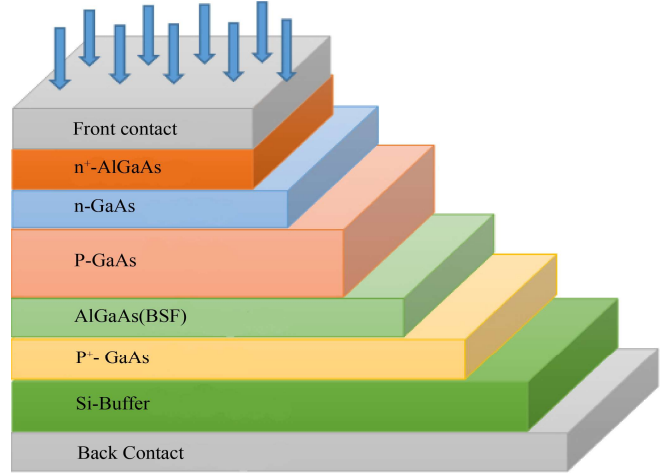 Front contact
n⁺-AlGaAs
n-GaAs
P-GaAs
AlGaAs(BSF)
P⁺- GaAs
Si-Buffer
Back Contact